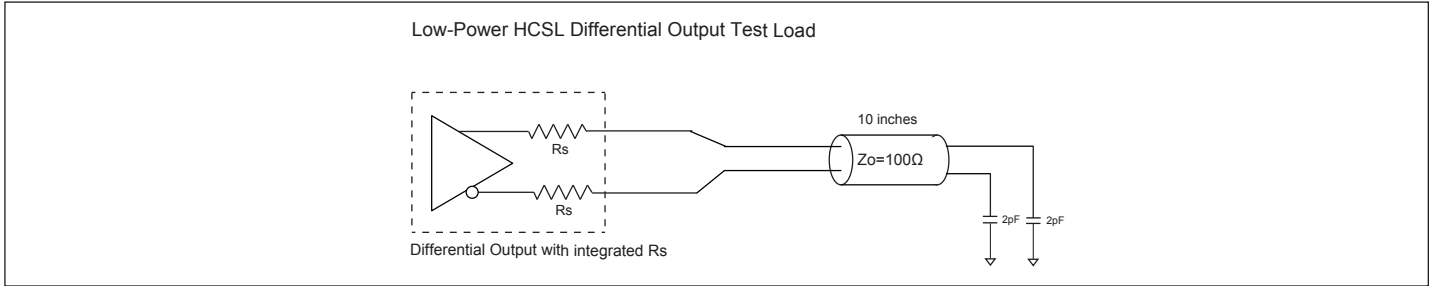 Low-Power HCSL Differential Output Test Load
10 inches
Rs
Zo=100Ω
Rs
2pF
2pF
Differential Output with integrated Rs